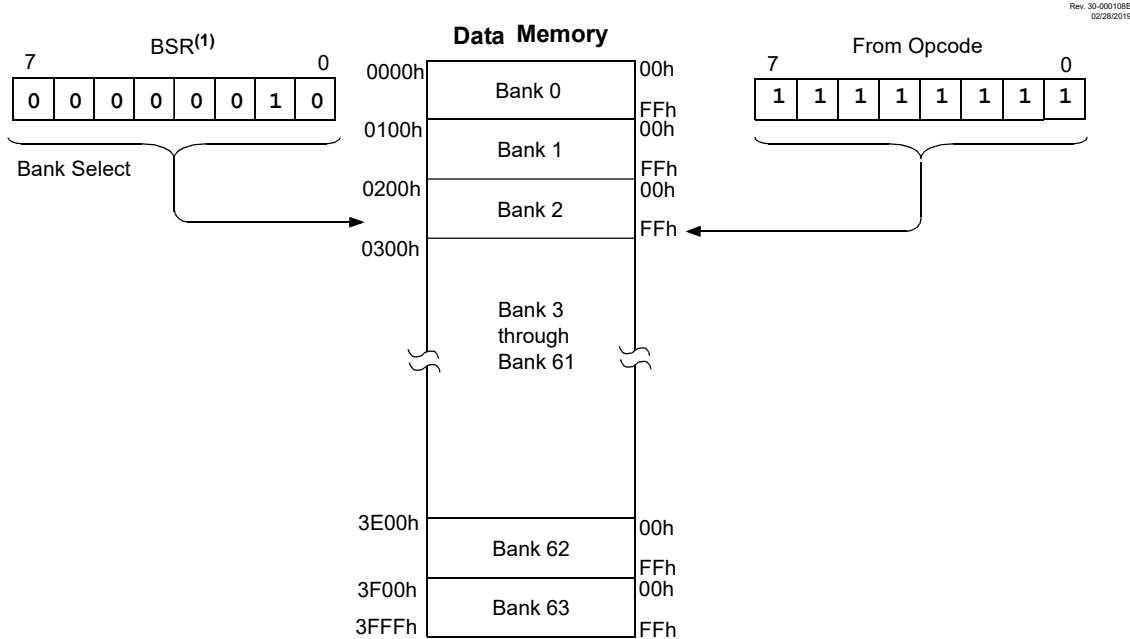 Rev. 30-000108B
02/28/2019
Data Memory
BSR(1)
From Opcode
7 0
7 0
0 0 0 0 0 0 1 0
1 1 1 1 1 1 1 1
Bank Select
0000h Bank 0 00h
FFh
0100h Bank 1 00h
FFh
0200h Bank 2 00h
FFh
0300h
Bank 3
through
Bank 61
3E00h 00h
Bank 62
FFh
3F00h 00h
Bank 63
3FFFh FFh